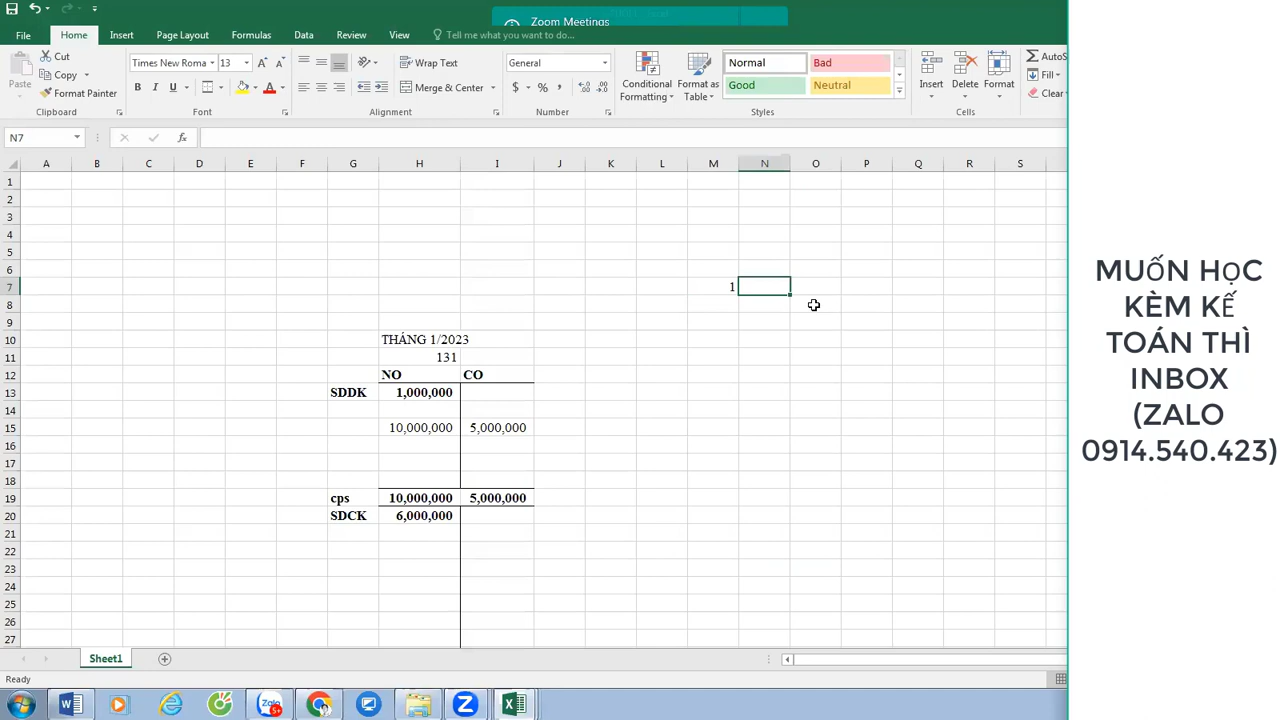 Zoom Meetings
File Home Insert Page Layout Formulas Data Review View Tell me what you want to do...
Cut
Copy
Format Painter
Paste
Clipboard
Times New Roma 13
B I U
Font
Wrap Text
Merge & Center
Alignment
General
$ % ,
Number
Conditional Formatting
Format as Table
Normal Bad
Good Neutral
Styles
Insert Delete Format
Cells
AutoS
Fill
Clear
N7 fx
A B C D E F G H I J K L M N O P Q R S
1
2
3
4
5
6
7 1
8
9
10 THÁNG 1/2023
11 131
12 NO CO
13 SDDK 1,000,000
14
15 10,000,000 5,000,000
16
17
18
19 cps 10,000,000 5,000,000
20 SDCK 6,000,000
21
22
23
24
25
26
27
Sheet1
Ready
MUỐN HỌC
KÈM KẾ
TOÁN THÌ
INBOX
(ZALO
0914.540.423)